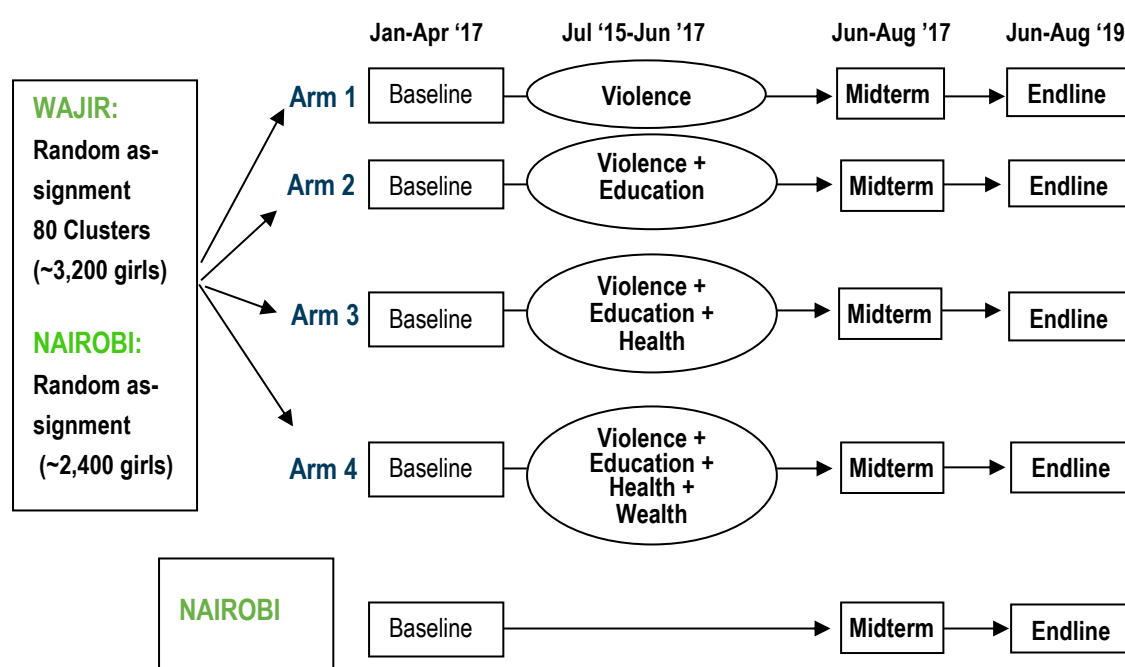 Jan-Apr ‘17 Jul ‘15-Jun ’17 Jun-Aug ’17 Jun-Aug ’19
WAJIR:
Random as-
signment
80 Clusters
(~3,200 girls)
NAIROBI:
Random as-
signment
(~2,400 girls)
Arm 1 Baseline Violence Midterm Endline
Arm 2 Baseline
Violence +
Education
Midterm Endline
Arm 3 Baseline
Violence +
Education +
Health
Midterm Endline
Arm 4 Baseline
Violence +
Education +
Health +
Wealth
Midterm Endline
NAIROBI
Baseline Midterm Endline